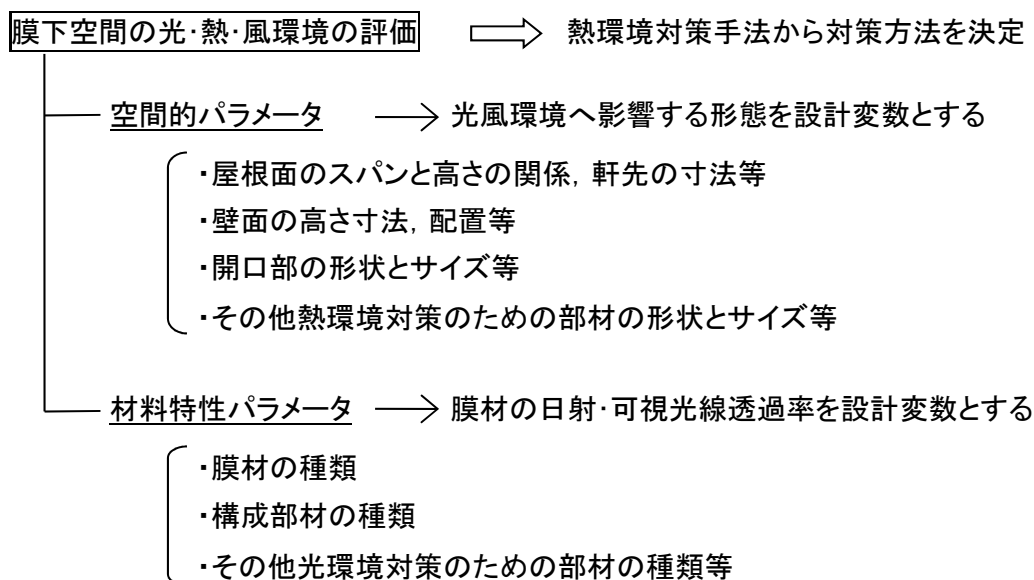 膜下空間の光・熱・風環境の評価 熱環境対策手法から対策方法を決定
空間的パラメータ 光風環境へ影響する形態を設計変数とする
・屋根面のスパンと高さの関係, 軒先の寸法等
・壁面の高さ寸法, 配置等
・開口部の形状とサイズ等
・その他熱環境対策のための部材の形状とサイズ等
材料特性パラメータ 膜材の日射・可視光線透過率を設計変数とする
・膜材の種類
・構成部材の種類
・その他光環境対策のための部材の種類等